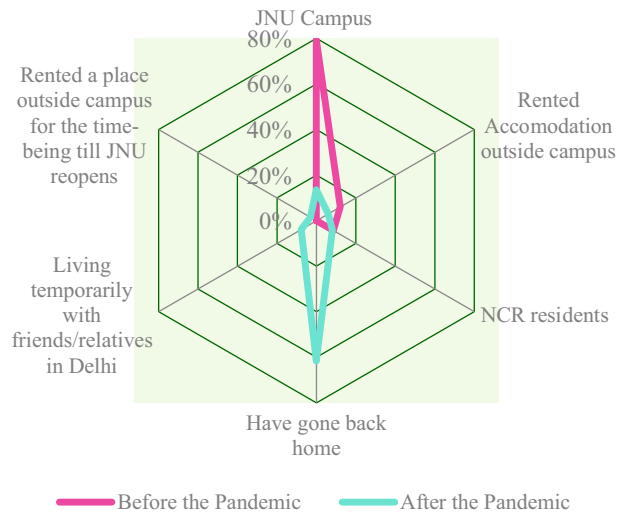 JNU Campus
80%
60%
40%
20%
0%
Rented
Accomodation
outside campus
NCR residents
Have gone back
home
Living
temporarily
with
friends/relatives
in Delhi
Rented a place
outside campus
for the time-
being till JNU
reopens
Before the Pandemic
After the Pandemic